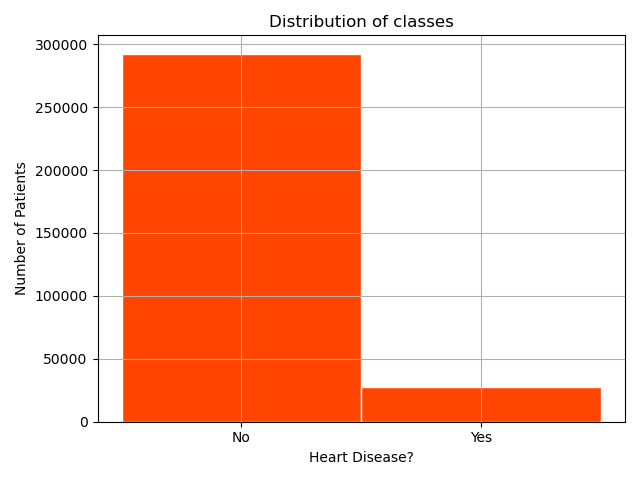 Distribution of classes
300000
250000
200000
150000
100000
50000
0
Number of Patients
No
Yes
Heart Disease?